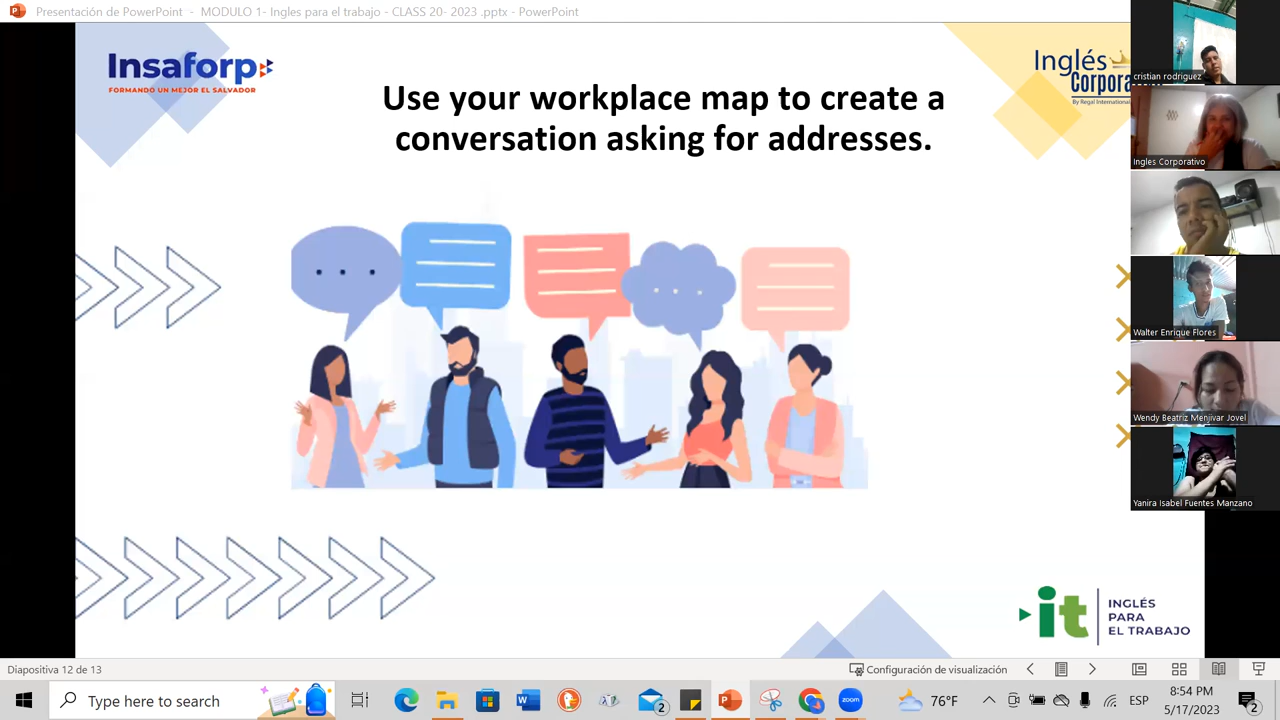 Presentación de PowerPoint - MODULO 1- Ingles para el trabajo - CLASS 20- 2023 .pptx - PowerPoint
Insaforp
FORMANDO UN MEJOR EL SALVADOR
Inglés
Corpora
By Regal International
Use your workplace map to create a
conversation asking for addresses.
cristian rodriguez
Ingles Corporativo
Walter Enrique Flores
Wendy Beatriz Menjivar Jovel
Yanira Isabel Fuentes Manzano
it
INGLÉS
PARA
EL TRABAJO
Diapositiva 12 de 13
Configuración de visualización
Type here to search
2
zoom
76°F
ESP
8:54 PM
5/17/2023
2